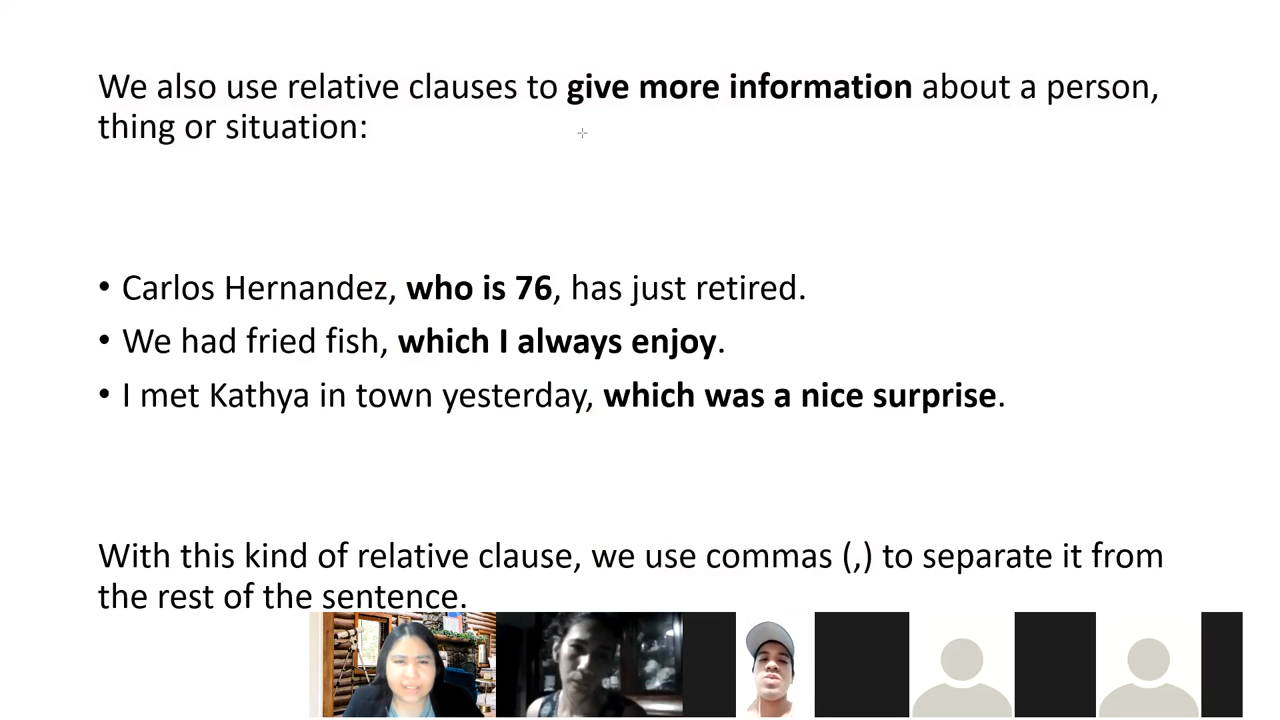 We also use relative clauses to give more information about a person,
thing or situation:
• Carlos Hernandez, who is 76, has just retired.
• We had fried fish, which I always enjoy.
• I met Kathya in town yesterday, which was a nice surprise.
With this kind of relative clause, we use commas (,) to separate it from
the rest of the sentence.